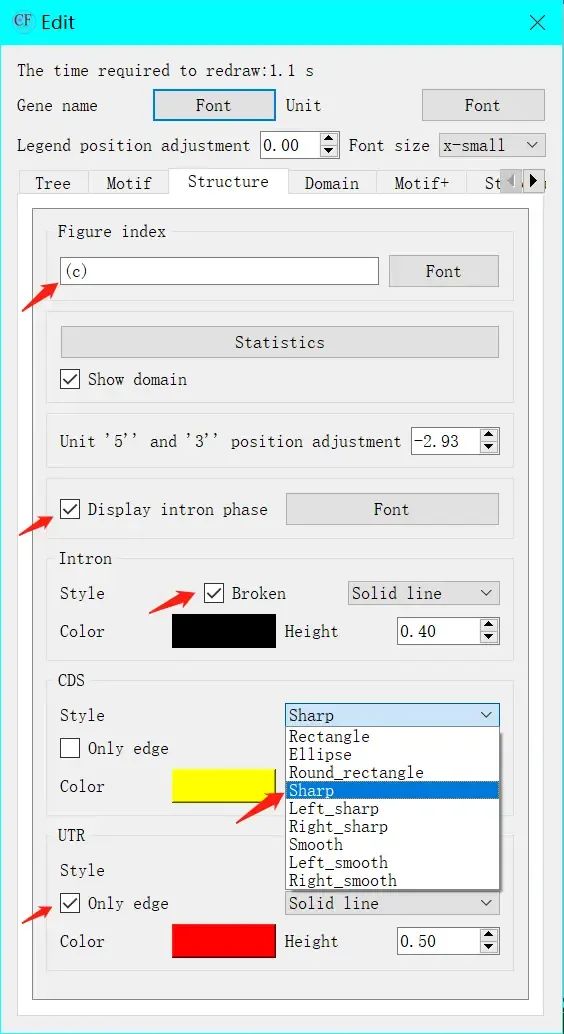 CF Edit
The time required to redraw:1.1 s
Gene name Font Unit Font
Legend position adjustment 0.00 Font size x-small
Tree Motif Structure Domain Motif+
Figure index
(c) Font
Statistics
Show domain
Unit '5'' and '3'' position adjustment -2.93
Display intron phase Font
Intron
Style Broken Solid line
Color Height 0.40
CDS
Style Sharp
Rectangle
Only edge Ellipse
Round_rectangle
Color Sharp
Left_sharp
Right_sharp
UTR Smooth
Left_smooth
Style Right_smooth
Only edge Solid line
Color Height 0.50